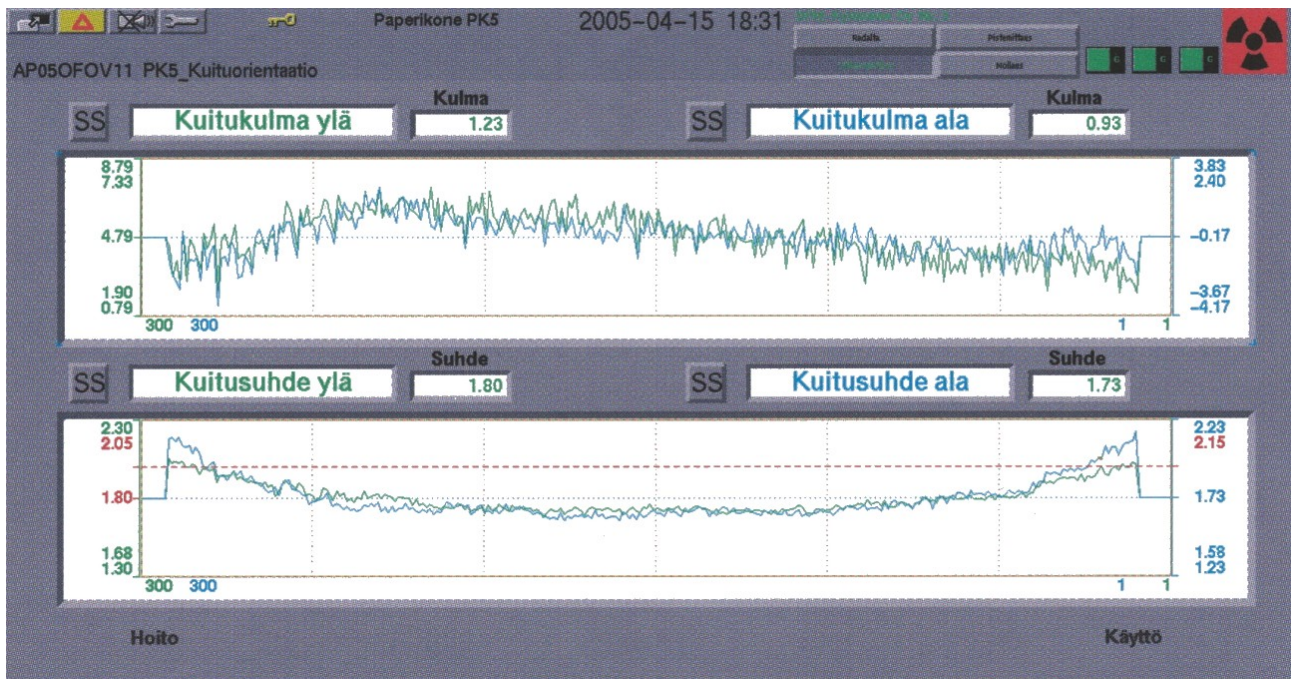 Paperikone PK5 2005-04-15 18:31
Radalta
AP05OFOV11 PK5_Kuituorientaatio
Kulma Kulma
SS Kuitukulma ylä 1.23 SS Kuitukulma ala 0.93
8.79 3.83
7.33 2.40
4.79 -0.17
1.90 -3.67
0.79 -4.17
300 300 1 1
Suhde Suhde
SS Kuitusuhde ylä 1.80 SS Kuitusuhde ala 1.73
2.30 2.23
2.05 2.15
1.80 1.73
1.68 1.58
1.30 1.23
300 300 1 1
Hoito Käyttö